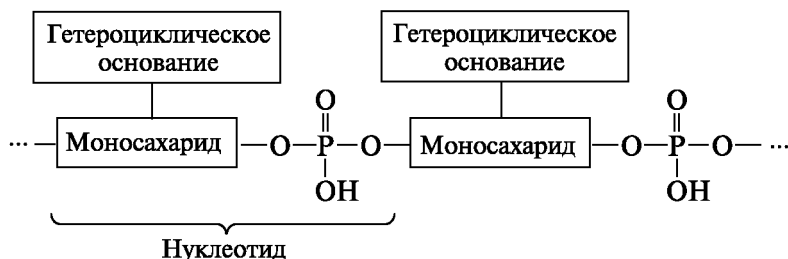 Гетероциклическое основание
Гетероциклическое основание
O
O
... Моносахарид O P O Моносахарид O P O ...
OH
OH
Нуклеотид